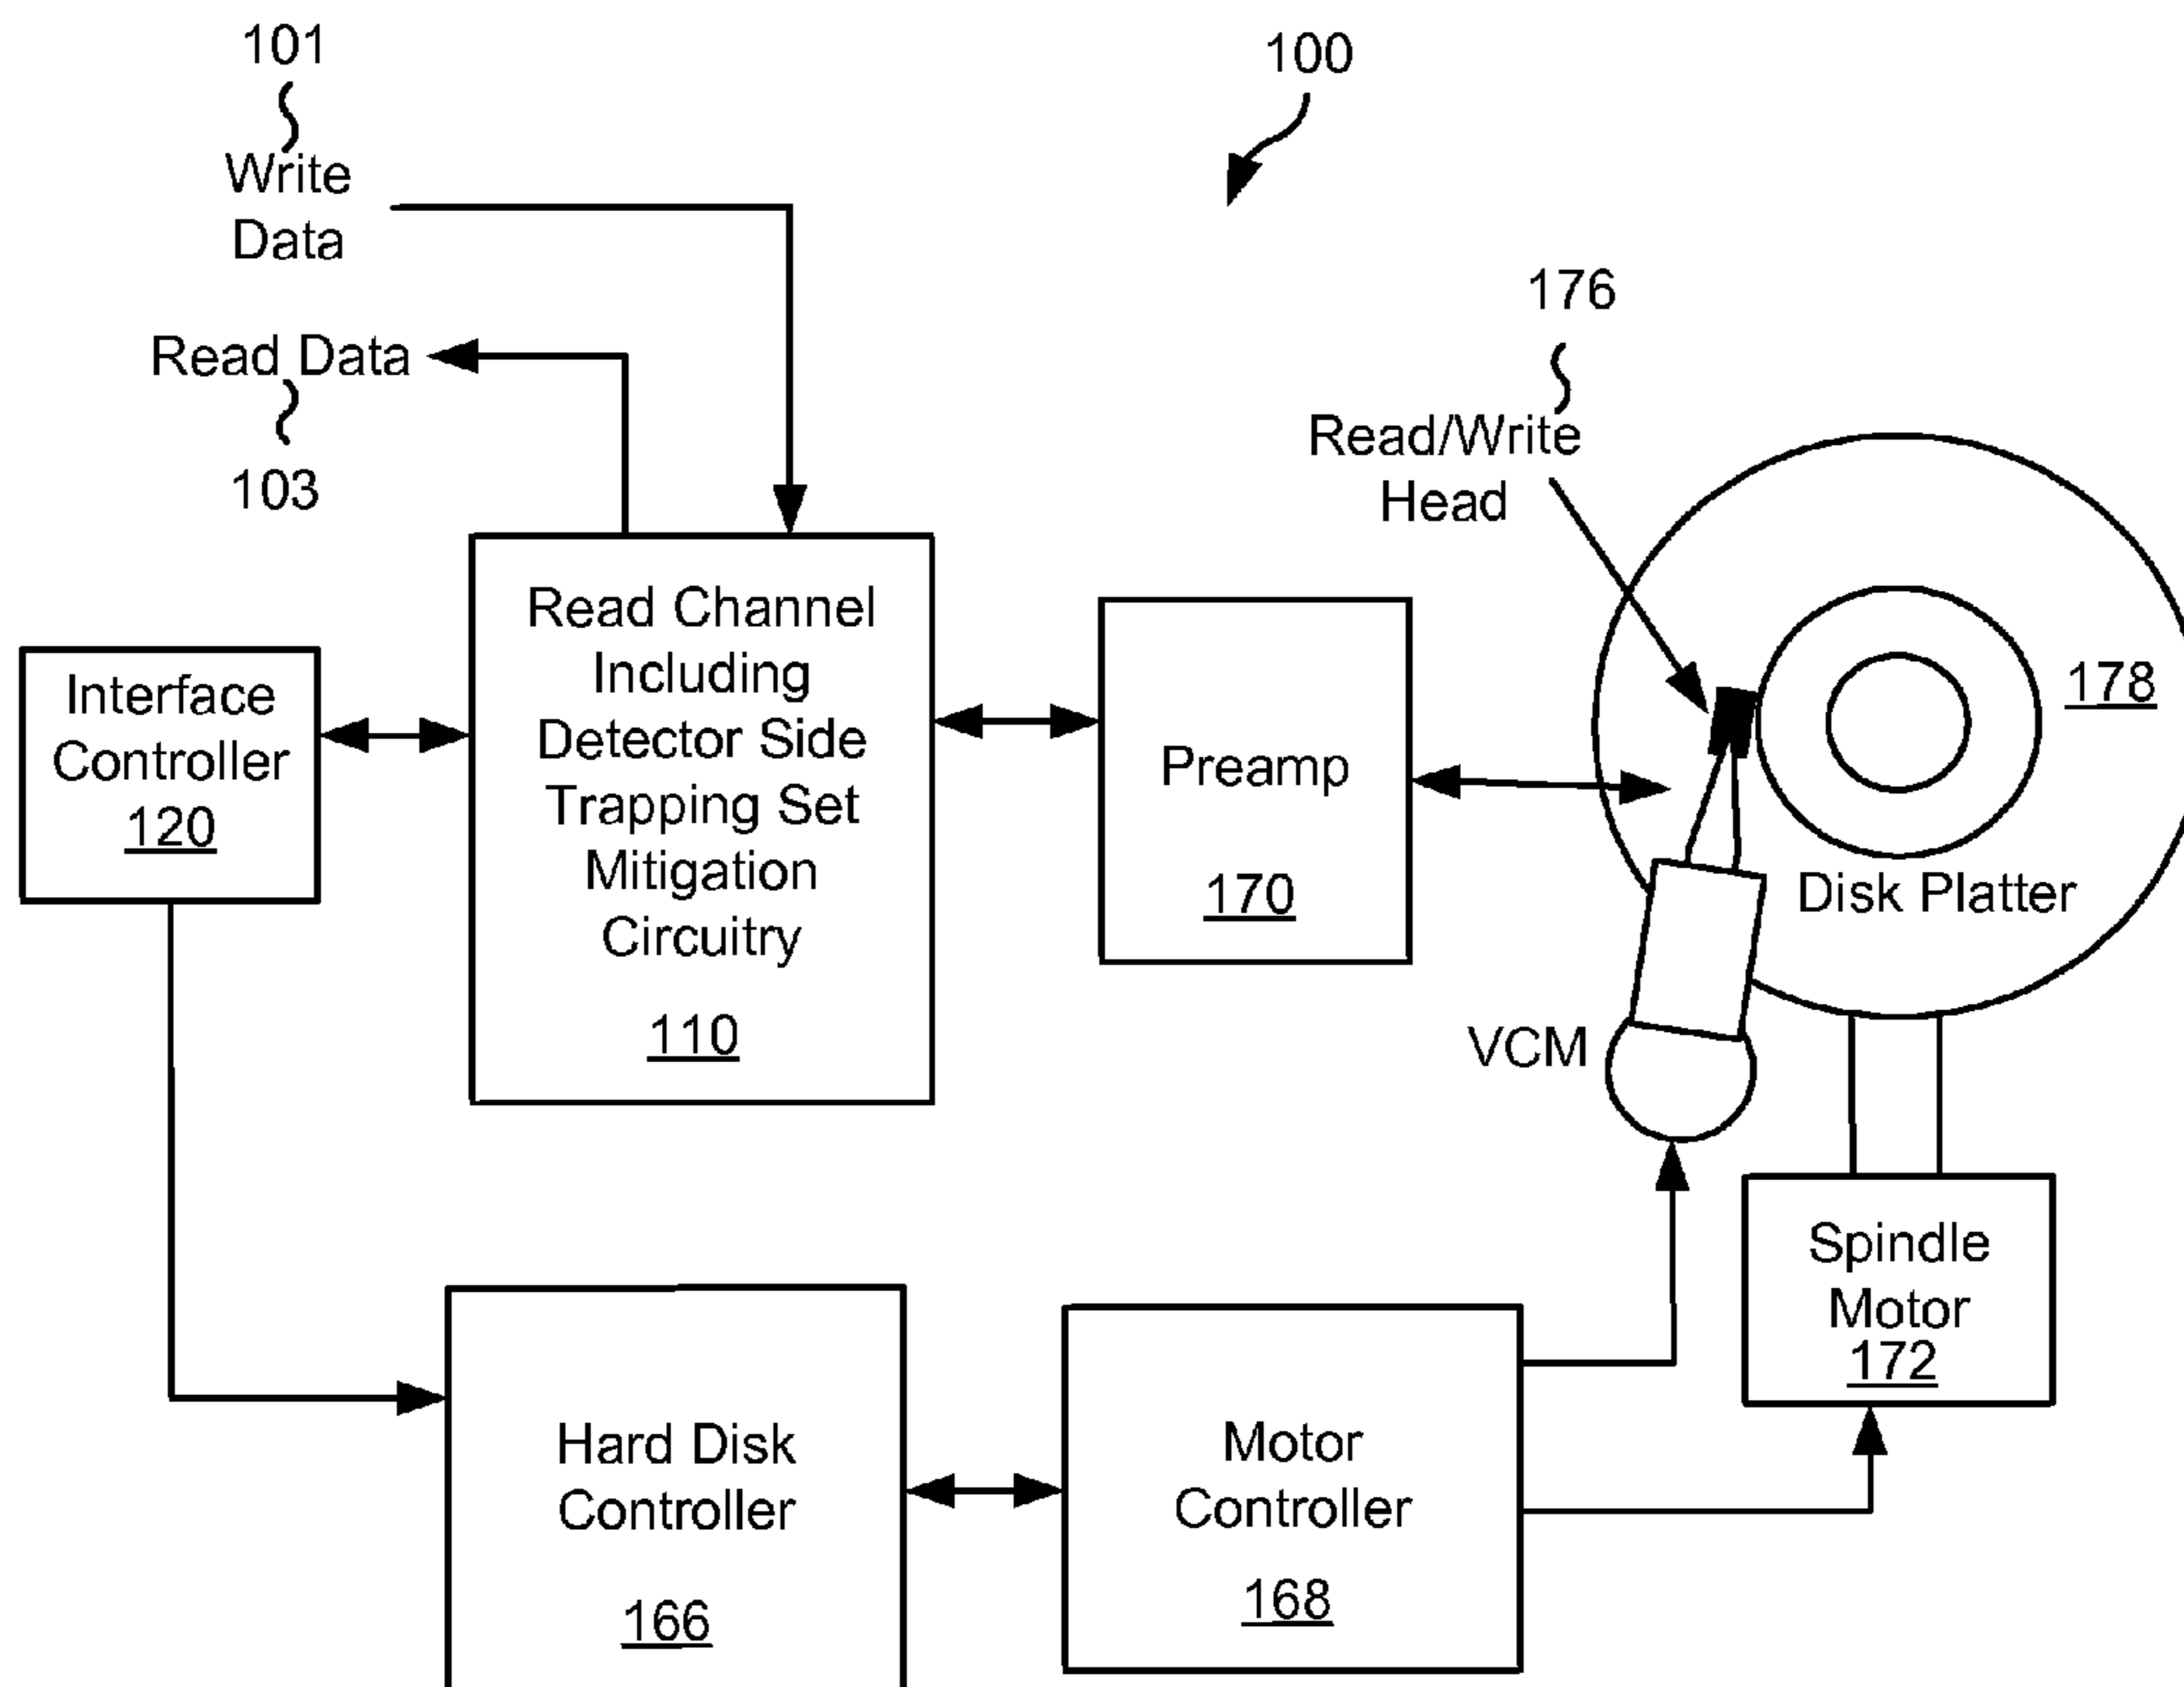 101
Write
Data
Read Data
103
100
176
Read/Write
Head
Interface
Controller
120
Read Channel
Including
Detector Side
Trapping Set
Mitigation
Circuitry
110
Preamp
170
178
Disk Platter
VCM
Spindle
Motor
172
Hard Disk
Controller
166
Motor
Controller
168